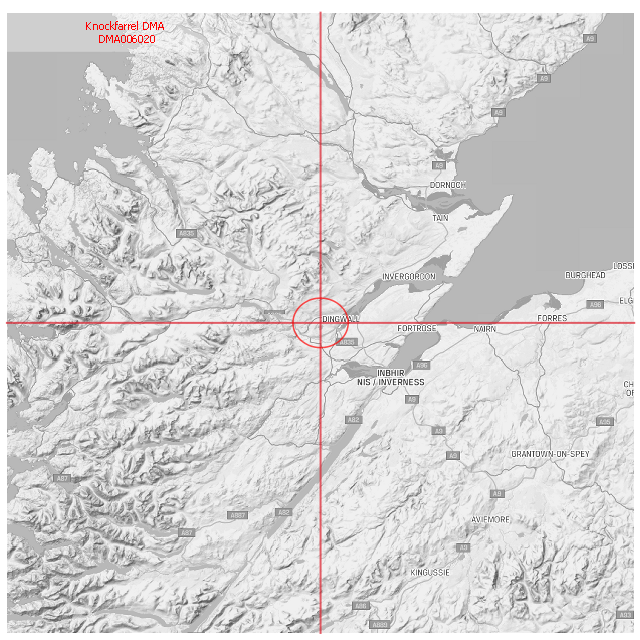 Knockfarrel DMA
DMA006020
A9
A9
A9
A9
DORNOCH
TAIN
A835
INVERGORDON
BURGHEAD
LOSSI
ELG
A96
DINGWALL
FORRES
FORTROSE
NAIRN
A835
A96
INBHIR
NIS / INVERNESS
A9
A82
A9
A95
A9
GRANTOWN-ON-SPEY
A87
A9
A887
A82
AVIEMORE
A87
A9
KINGUSSIE
A86
A889
A93